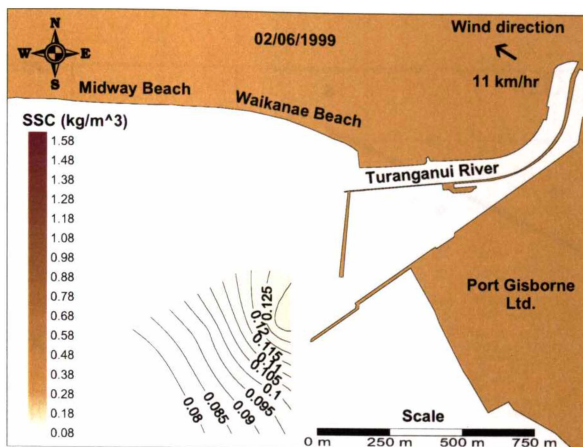 02/06/1999
Wind direction
11 km/hr
N
W E
S
Midway Beach
Waikanae Beach
Turanganui River
SSC (kg/m^3)
1.58
1.48
1.38
1.28
1.18
1.08
0.98
0.88
0.78
0.68
0.58
0.48
0.38
0.28
0.18
0.08
Port Gisborne
Ltd.
0.125
0.12
0.115
0.11
0.105
0.1
0.095
0.09
0.085
0.08
Scale
0 m 250 m 500 m 750 m